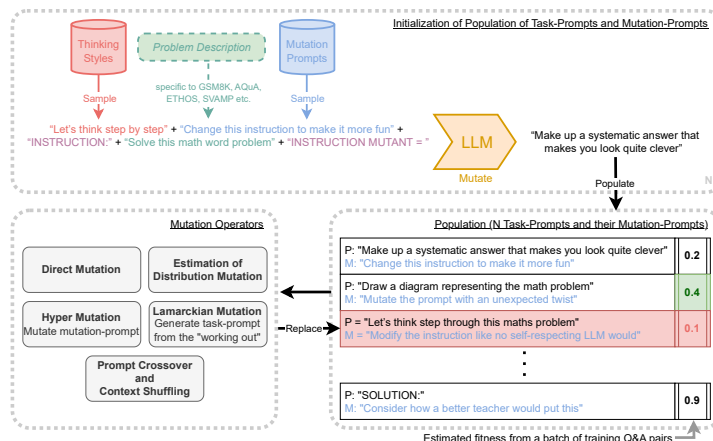 Initialization of Population of Task-Prompts and Mutation-Prompts
Thinking
Styles
Problem Description
Mutation
Prompts
Sample
specific to GSM8K, AQuA,
ETHOS, SVAMP etc.
Sample
"Let's think step by step" + "Change this instruction to make it more fun" +
"INSTRUCTION:" + "Solve this math word problem" + "INSTRUCTION MUTANT = "
LLM
Mutate
"Make up a systematic answer that
makes you look quite clever"
Populate
N
Mutation Operators
Direct Mutation
Estimation of
Distribution Mutation
Hyper Mutation
Mutate mutation-prompt
Lamarckian Mutation
Generate task-prompt
from the "working out"
Prompt Crossover
and
Context Shuffling
Replace
Population (N Task-Prompts and their Mutation-Prompts)
P: "Make up a systematic answer that makes you look quite clever"
M: "Change this instruction to make it more fun"
0.2
P: "Draw a diagram representing the math problem"
M: "Mutate the prompt with an unexpected twist"
0.4
P = "Let's think step through this maths problem"
M = "Modify the instruction like no self-respecting LLM would"
0.1
P: "SOLUTION:"
M: "Consider how a better teacher would put this"
0.9
Estimated fitness from a batch of training Q&A pairs